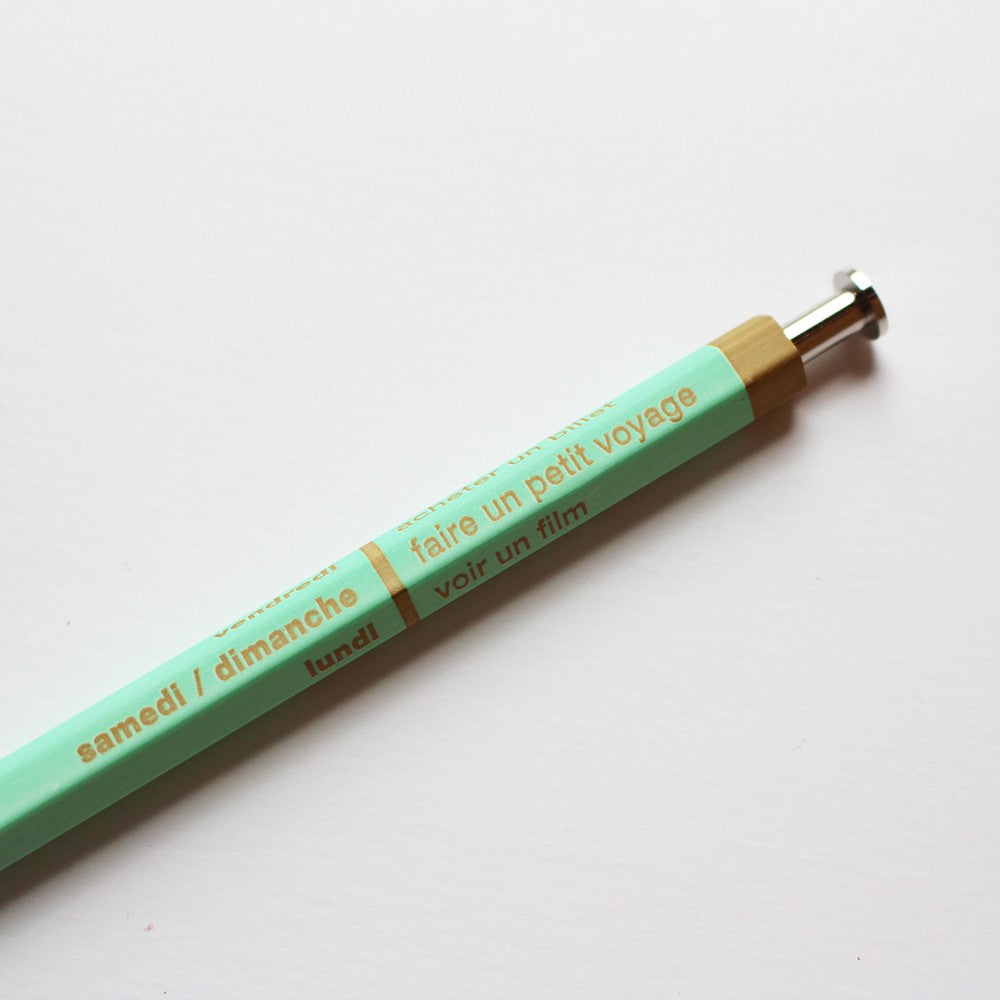 vendredi acheter un billet
samedi / dimanche faire un petit voyage
lundi voir un film